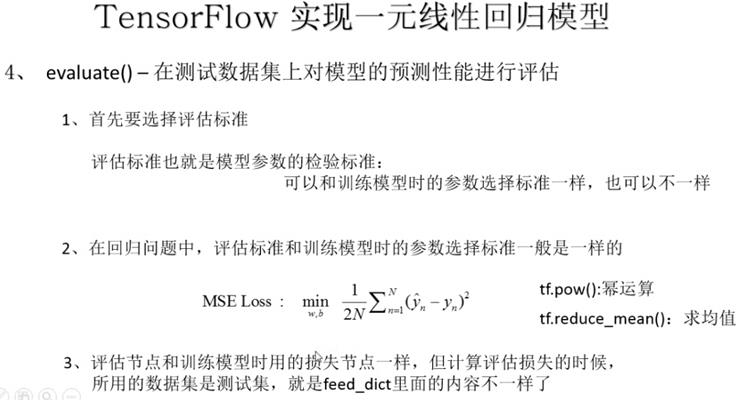 TensorFlow 实现一元线性回归模型
4、 evaluate() – 在测试数据集上对模型的预测性能进行评估
1、首先要选择评估标准
评估标准也就是模型参数的检验标准：
可以和训练模型时的参数选择标准一样，也可以不一样
2、在回归问题中，评估标准和训练模型时的参数选择标准一般是一样的
MSE Loss： min_{w,b} \frac{1}{2N} \sum_{n=1}^{N} (\hat{y}_n - y_n)^2
tf.pow():幂运算
tf.reduce_mean()：求均值
3、评估节点和训练模型时用的损失节点一样，但计算评估损失的时候，
所用的数据集是测试集，就是feed_dict里面的内容不一样了